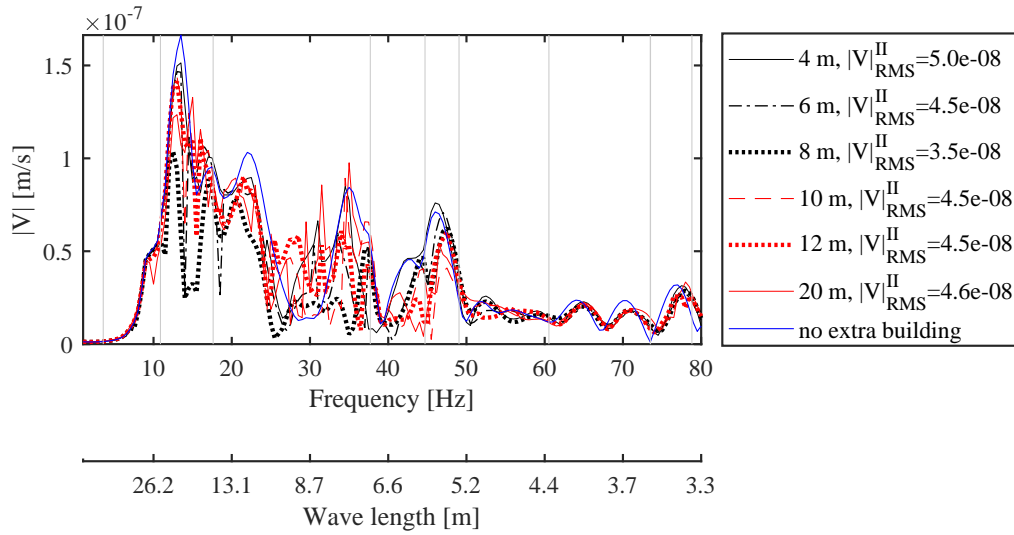 ×10⁻⁷
1.5
1
0.5
0
|V| [m/s]
10 20 30 40 50 60 70 80
Frequency [Hz]
26.2 13.1 8.7 6.6 5.2 4.4 3.7 3.3
Wave length [m]
4 m, |V|^II_RMS=5.0e-08
6 m, |V|^II_RMS=4.5e-08
8 m, |V|^II_RMS=3.5e-08
10 m, |V|^II_RMS=4.5e-08
12 m, |V|^II_RMS=4.5e-08
20 m, |V|^II_RMS=4.6e-08
no extra building